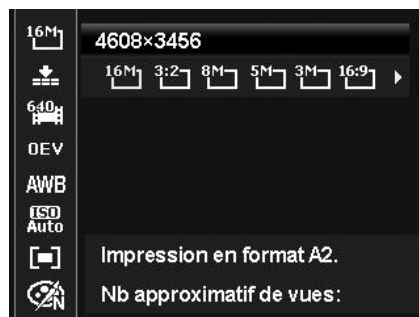 16M
4608×3456
16M 3:2 8M 5M 3M 16:9
640
0EV
AWB
ISO
Auto
Impression en format A2.
N
Nb approximatif de vues: